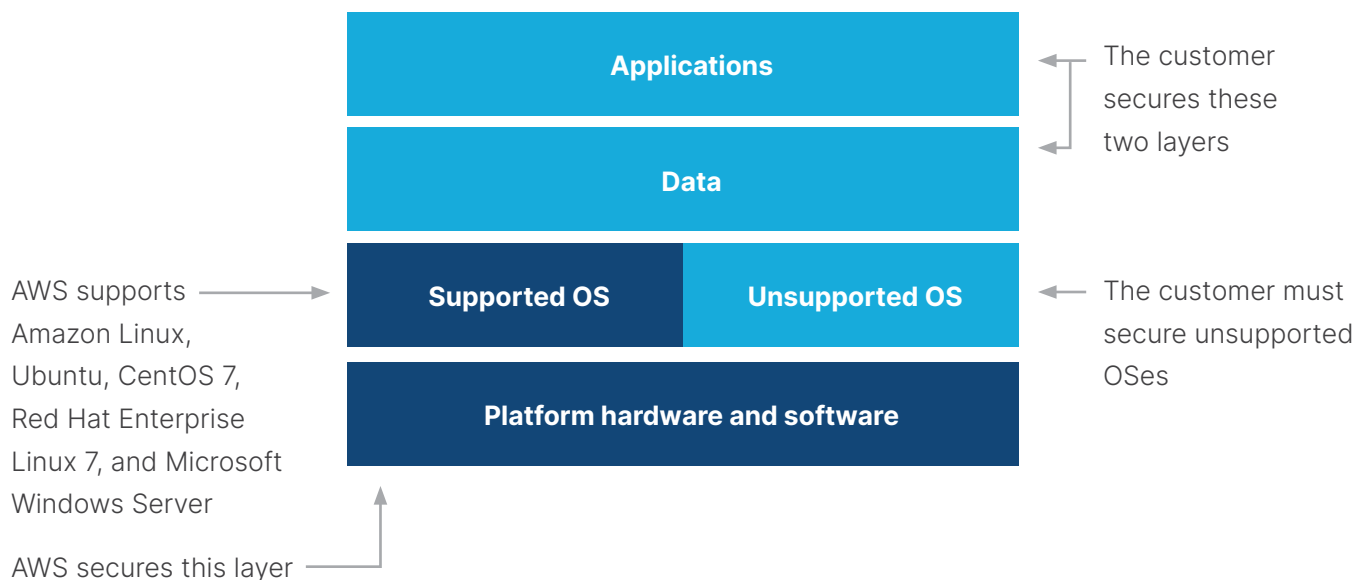 Applications
The customer
secures these
two layers
Data
AWS supports
Amazon Linux,
Ubuntu, CentOS 7,
Red Hat Enterprise
Linux 7, and Microsoft
Windows Server
Supported OS
Unsupported OS
The customer must
secure unsupported
OSes
Platform hardware and software
AWS secures this layer